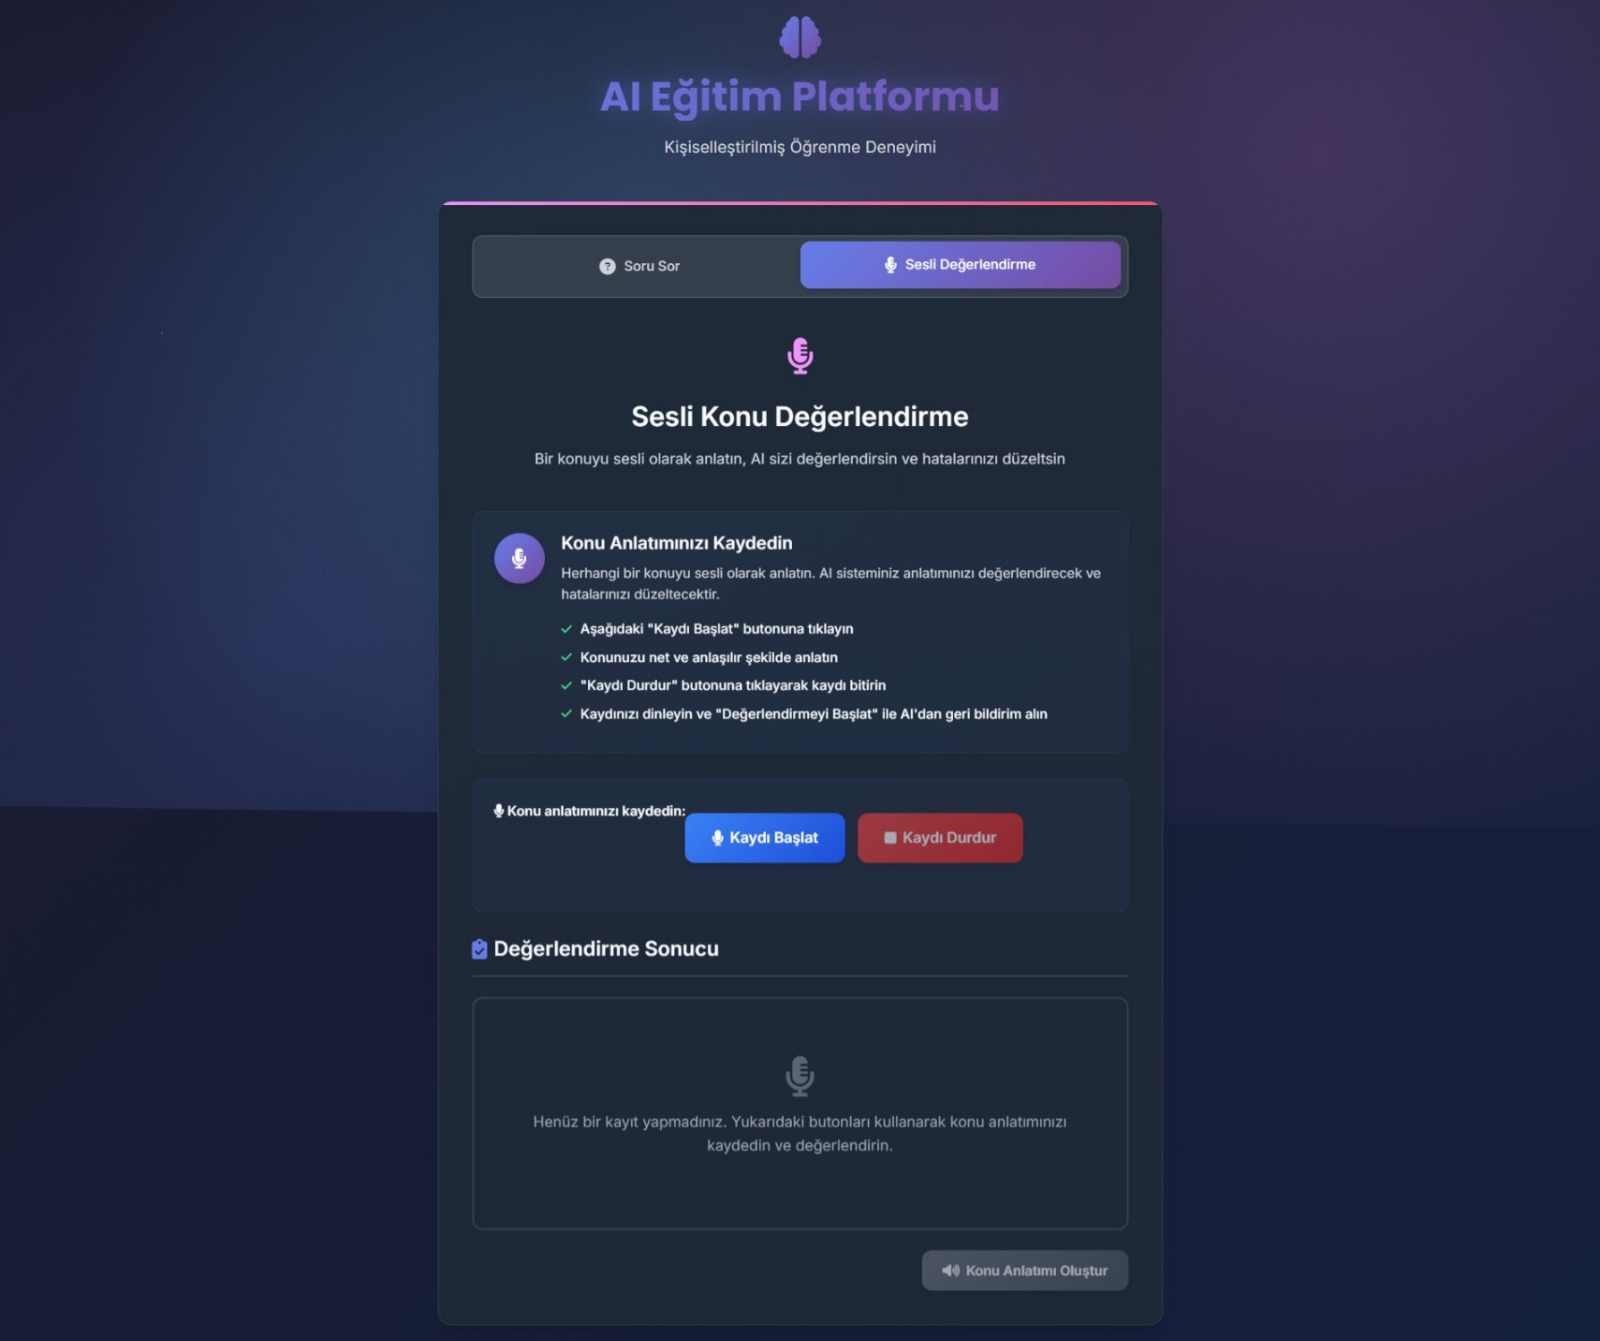 AI Eğitim Platformu
Kişiselleştirilmiş Öğrenme Deneyimi
Soru Sor
Sesli Değerlendirme
Sesli Konu Değerlendirme
Bir konuyu sesli olarak anlatın, AI sizi değerlendirsin ve hatalarınızı düzeltsin
Konu Anlatımınızı Kaydedin
Herhangi bir konuyu sesli olarak anlatın. AI sisteminiz anlatımınızı değerlendirecek ve
hatalarınızı düzeltecektir.
Aşağıdaki "Kaydı Başlat" butonuna tıklayın
Konunuzu net ve anlaşılır şekilde anlatın
"Kaydı Durdur" butonuna tıklayarak kaydı bitirin
Kaydınızı dinleyin ve "Değerlendirmeyi Başlat" ile AI'dan geri bildirim alın
Konu anlatımınızı kaydedin:
Kaydı Başlat
Kaydı Durdur
Değerlendirme Sonucu
Henüz bir kayıt yapmadınız. Yukarıdaki butonları kullanarak konu anlatımınızı
kaydedin ve değerlendirin.
Konu Anlatımı Oluştur